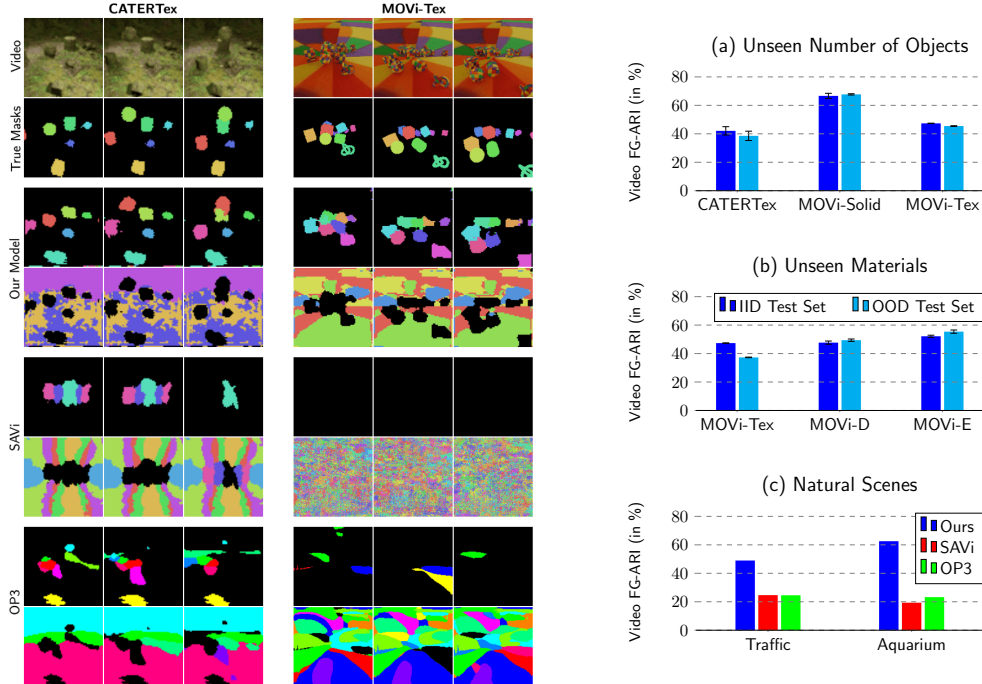 CATERTex
MOVi-Tex
Video
True Masks
Our Model
SAVi
OP3
(a) Unseen Number of Objects
Video FG-ARI (in %)
80
60
40
20
0
CATERTex MOVi-Solid MOVi-Tex
(b) Unseen Materials
Video FG-ARI (in %)
80
60
40
20
0
IID Test Set OOD Test Set
MOVi-Tex MOVi-D MOVi-E
(c) Natural Scenes
Video FG-ARI (in %)
80
60
40
20
0
Ours
SAVi
OP3
Traffic Aquarium